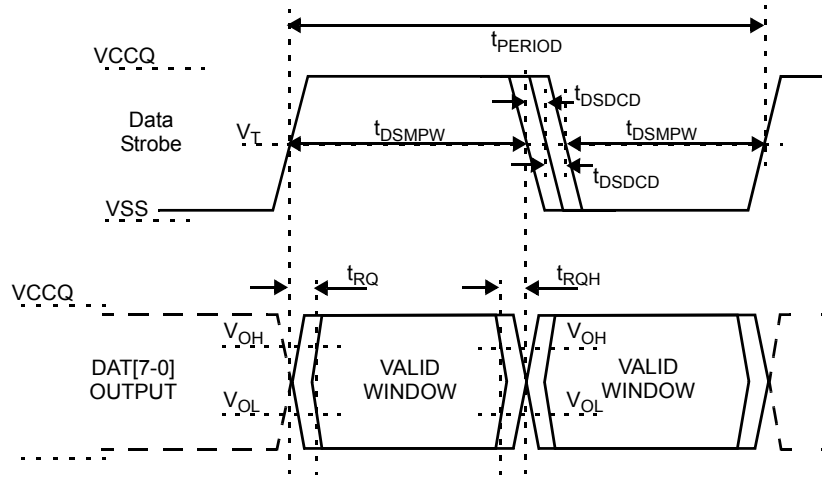 tPERIOD
VCCQ
Data
Strobe
VT
tDSMPW
tDSDCD
tDSMPW
tDSDCD
VSS
VCCQ
tRQ
tRQH
VOH
VOH
DAT[7-0]
OUTPUT
VALID
WINDOW
VALID
WINDOW
VOL
VOL